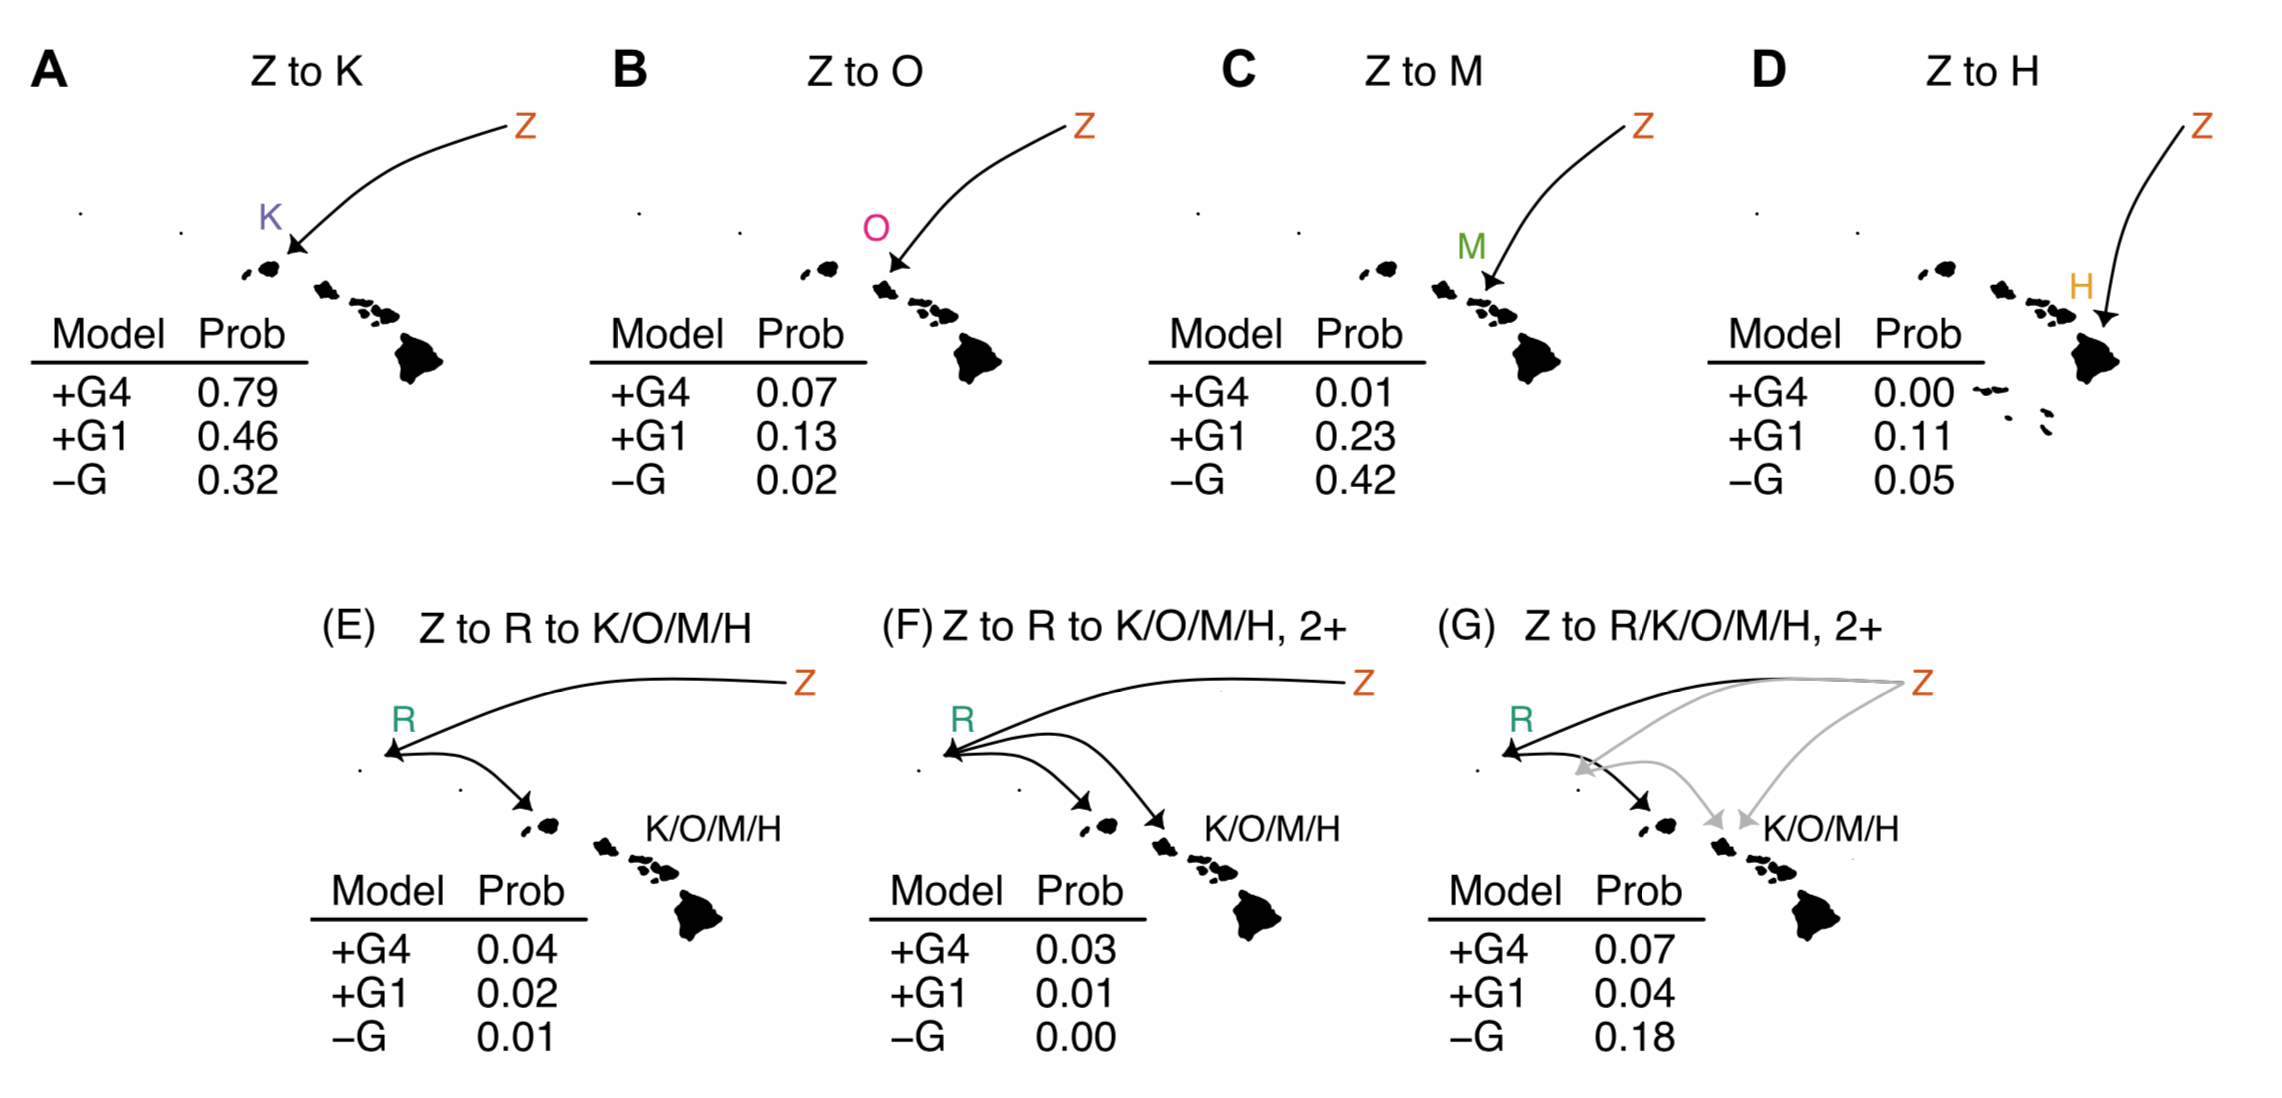 A Z to K
Z
K
Model Prob
+G4 0.79
+G1 0.46
–G 0.32
B Z to O
Z
O
Model Prob
+G4 0.07
+G1 0.13
–G 0.02
C Z to M
Z
M
Model Prob
+G4 0.01
+G1 0.23
–G 0.42
D Z to H
Z
H
Model Prob
+G4 0.00
+G1 0.11
–G 0.05
(E) Z to R to K/O/M/H
Z
R
K/O/M/H
Model Prob
+G4 0.04
+G1 0.02
–G 0.01
(F) Z to R to K/O/M/H, 2+
Z
R
K/O/M/H
Model Prob
+G4 0.03
+G1 0.01
–G 0.00
(G) Z to R/K/O/M/H, 2+
Z
R
K/O/M/H
Model Prob
+G4 0.07
+G1 0.04
–G 0.18